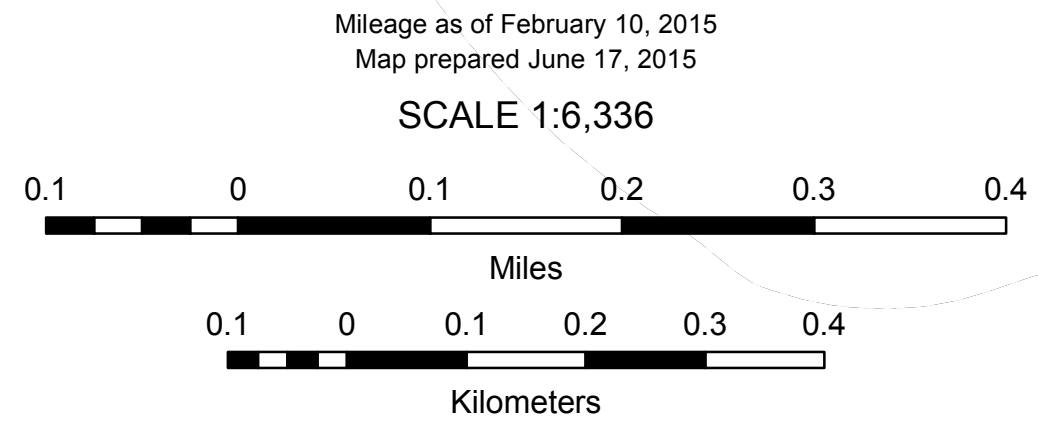 Mileage as of February 10, 2015
Map prepared June 17, 2015
SCALE 1:6,336
0.1 0 0.1 0.2 0.3 0.4
Miles
0.1 0 0.1 0.2 0.3 0.4
Kilometers